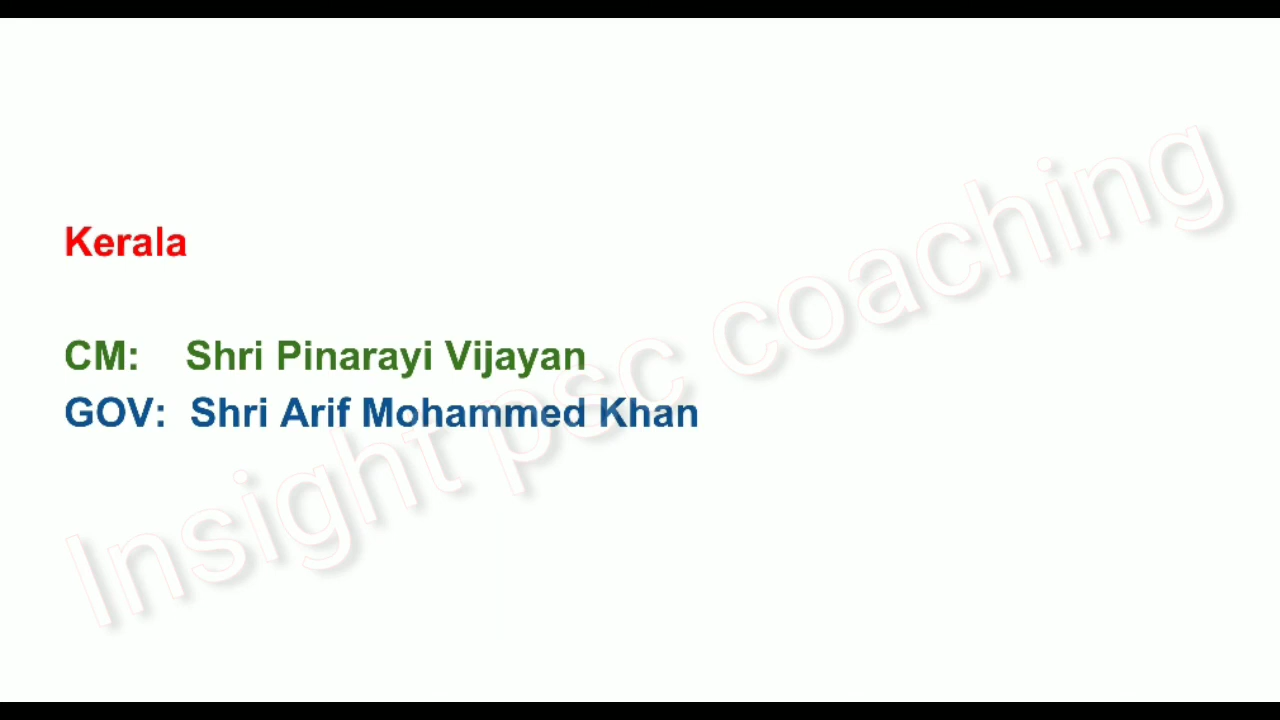 Kerala
CM: Shri Pinarayi Vijayan
GOV: Shri Arif Mohammed Khan
Insight psc coaching